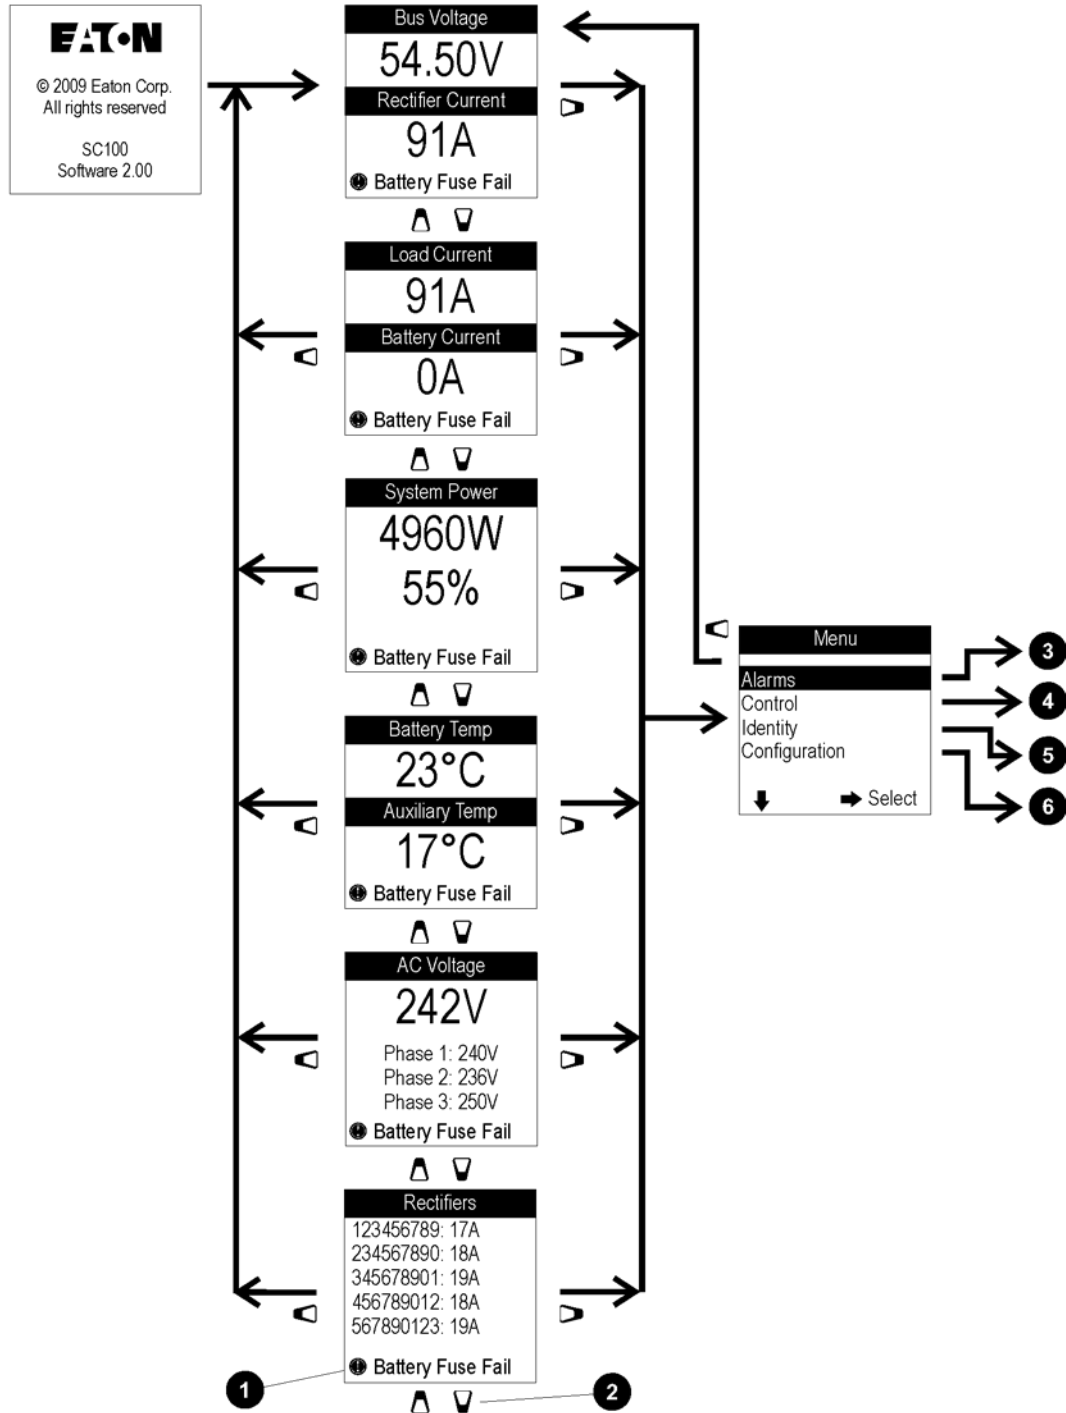 EATON
© 2009 Eaton Corp.
All rights reserved
SC100
Software 2.00
Bus Voltage
54.50V
Rectifier Current
91A
Battery Fuse Fail
Load Current
91A
Battery Current
0A
Battery Fuse Fail
System Power
4960W
55%
Battery Fuse Fail
Battery Temp
23°C
Auxiliary Temp
17°C
Battery Fuse Fail
AC Voltage
242V
Phase 1: 240V
Phase 2: 236V
Phase 3: 250V
Battery Fuse Fail
Rectifiers
123456789: 17A
234567890: 18A
345678901: 19A
456789012: 18A
567890123: 19A
Battery Fuse Fail
1
2
Menu
Alarms
Control
Identity
Configuration
Select
3
4
5
6